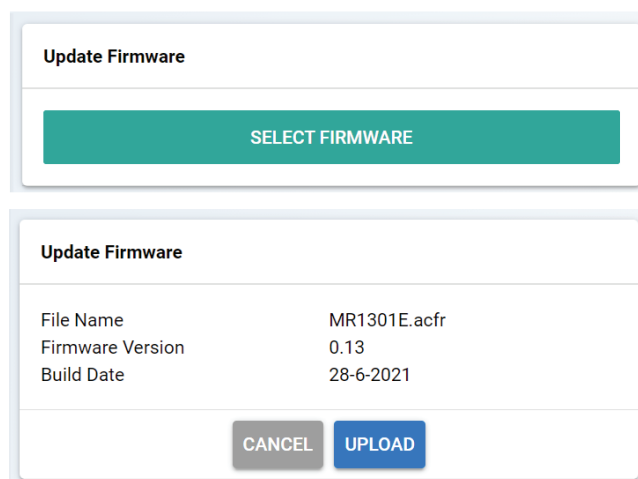 Update Firmware
SELECT FIRMWARE
Update Firmware
File Name MR1301E.acfr
Firmware Version 0.13
Build Date 28-6-2021
CANCEL UPLOAD